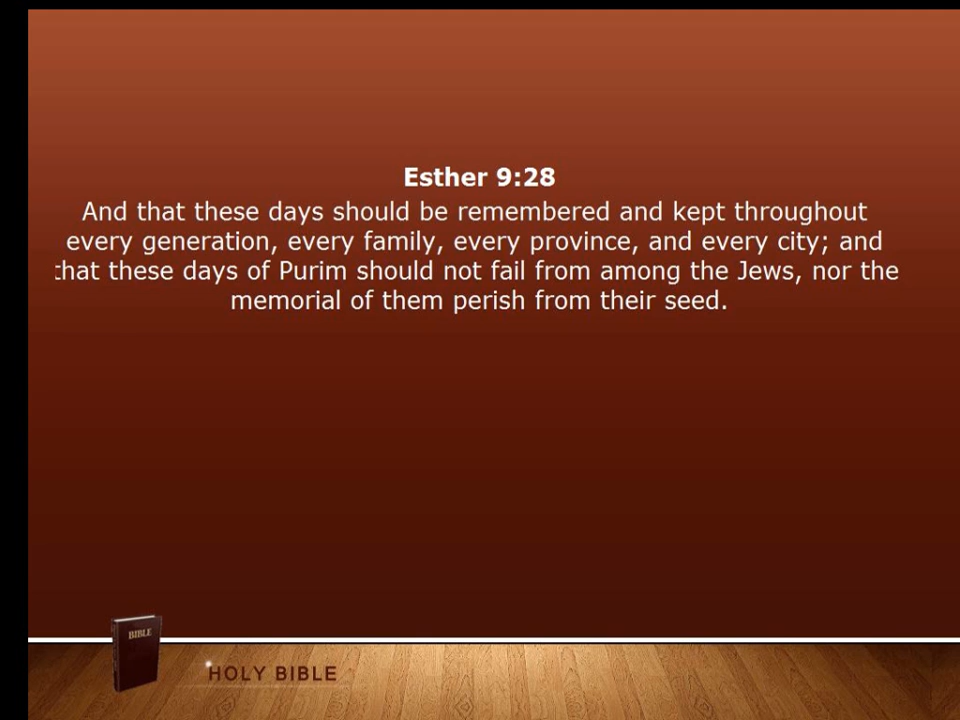 Esther 9:28
And that these days should be remembered and kept throughout
every generation, every family, every province, and every city; and
that these days of Purim should not fail from among the Jews, nor the
memorial of them perish from their seed.
BIBLE
HOLY BIBLE